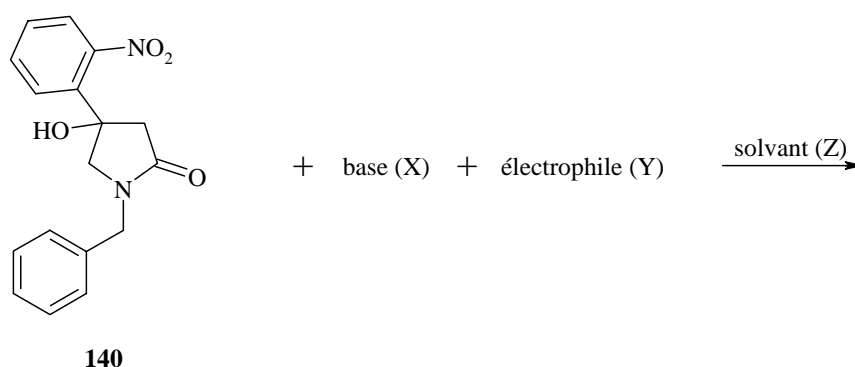 NO2
HO
N
O
+ base (X) + électrophile (Y) solvant (Z)
140